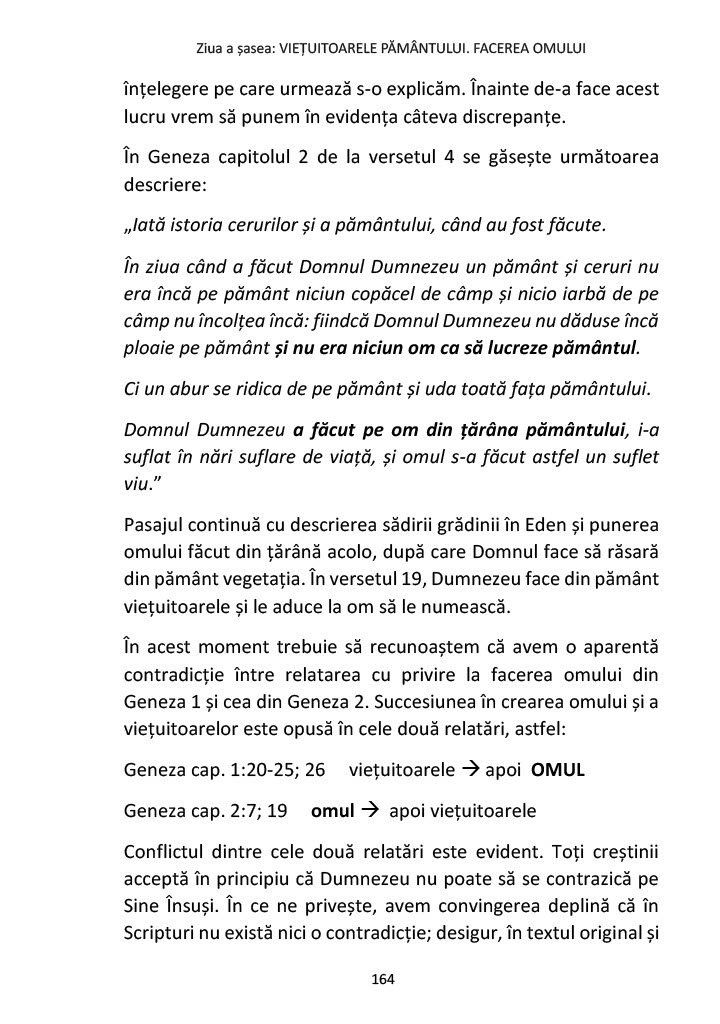 Ziua a șasea: VIEȚUITOARELE PĂMÂNTULUI. FACEREA OMULUI
înțelegere pe care urmează s-o explicăm. Înainte de-a face acest
lucru vrem să punem în evidența câteva discrepanțe.
În Geneza capitolul 2 de la versetul 4 se găsește următoarea
descriere:
„Iată istoria cerurilor și a pământului, când au fost făcute.
În ziua când a făcut Domnul Dumnezeu un pământ și ceruri nu
era încă pe pământ niciun copăcel de câmp și nicio iarbă de pe
câmp nu încolțea încă: fiindcă Domnul Dumnezeu nu dăduse încă
ploaie pe pământ și nu era niciun om ca să lucreze pământul.
Ci un abur se ridica de pe pământ și uda toată fața pământului.
Domnul Dumnezeu a făcut pe om din țărâna pământului, i-a
suflat în nări suflare de viață, și omul s-a făcut astfel un suflet
viu.”
Pasajul continuă cu descrierea sădirii grădinii în Eden și punerea
omului făcut din țărână acolo, după care Domnul face să răsară
din pământ vegetația. În versetul 19, Dumnezeu face din pământ
viețuitoarele și le aduce la om să le numească.
În acest moment trebuie să recunoaștem că avem o aparentă
contradicție între relatarea cu privire la facerea omului din
Geneza 1 și cea din Geneza 2. Succesiunea în crearea omului și a
viețuitoarelor este opusă în cele două relatări, astfel:
Geneza cap. 1:20-25; 26 viețuitoarele → apoi OMUL
Geneza cap. 2:7; 19 omul → apoi viețuitoarele
Conflictul dintre cele două relatări este evident. Toți creștinii
acceptă în principiu că Dumnezeu nu poate să se contrazică pe
Sine Însuși. În ce ne privește, avem convingerea deplină că în
Scripturi nu există nici o contradicție; desigur, în textul original și
164